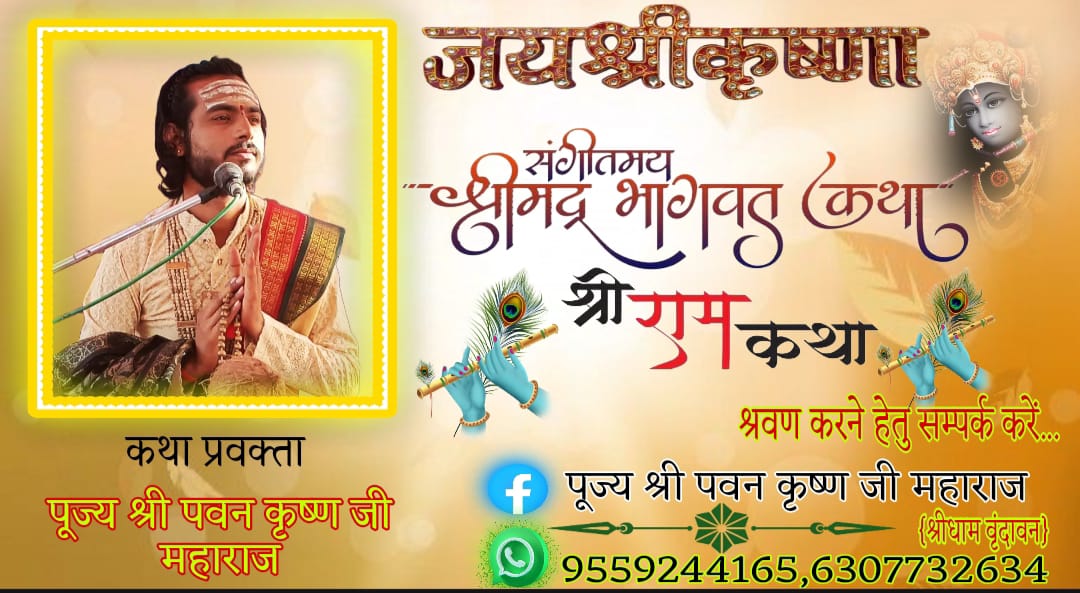 जयश्रीकृष्णा
संगीतमय
"श्रीमद्र भागवत कथा"
श्री राम कथा
श्रवण करने हेतु सम्पर्क करें...
कथा प्रवक्ता
पूज्य श्री पवन कृष्ण जी
महाराज
पूज्य श्री पवन कृष्ण जी महाराज
{श्रीधाम वृंदावन}
9559244165,6307732634